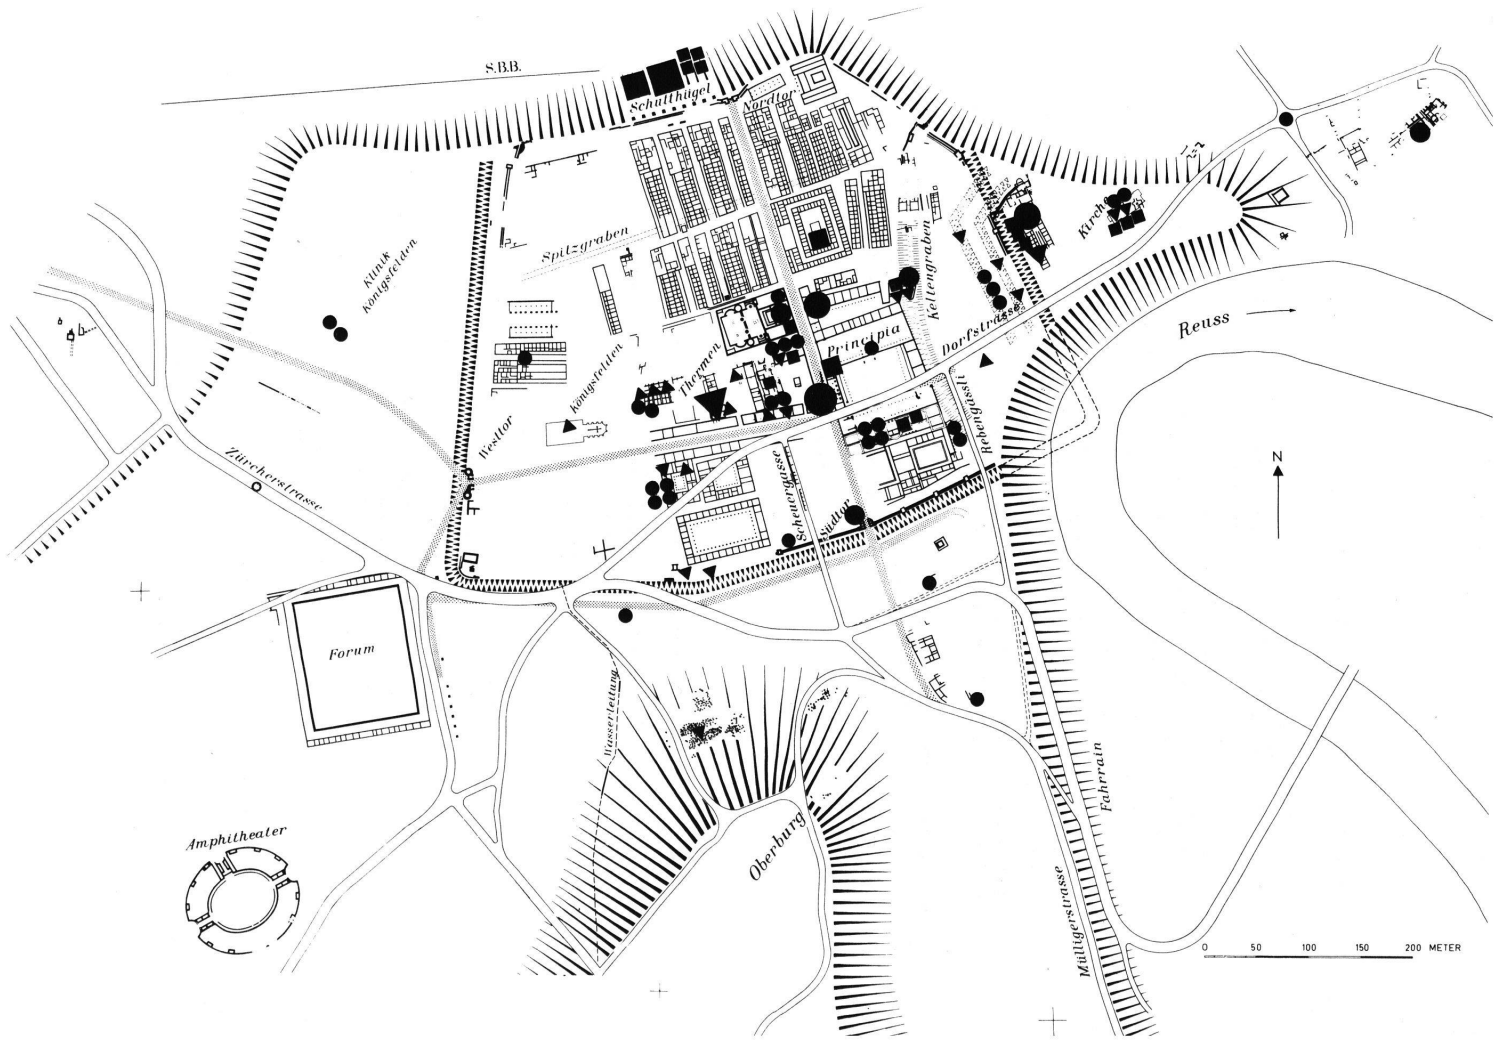 S.B.B.
Schutthügel
Nordtor
Kirche
Klinik
Königsfelden
Spitzgraben
Keltengraben
Reuss
Dorfstrasse
Principia
Thermen
Königsfelden
Westtor
Rebengässli
Zürcherstrasse
Scheuergasse
Südtor
N
Forum
Wasserleitung
Fahrrain
Amphitheater
Oberburg
Mülligerstrasse
0 50 100 150 200 METER